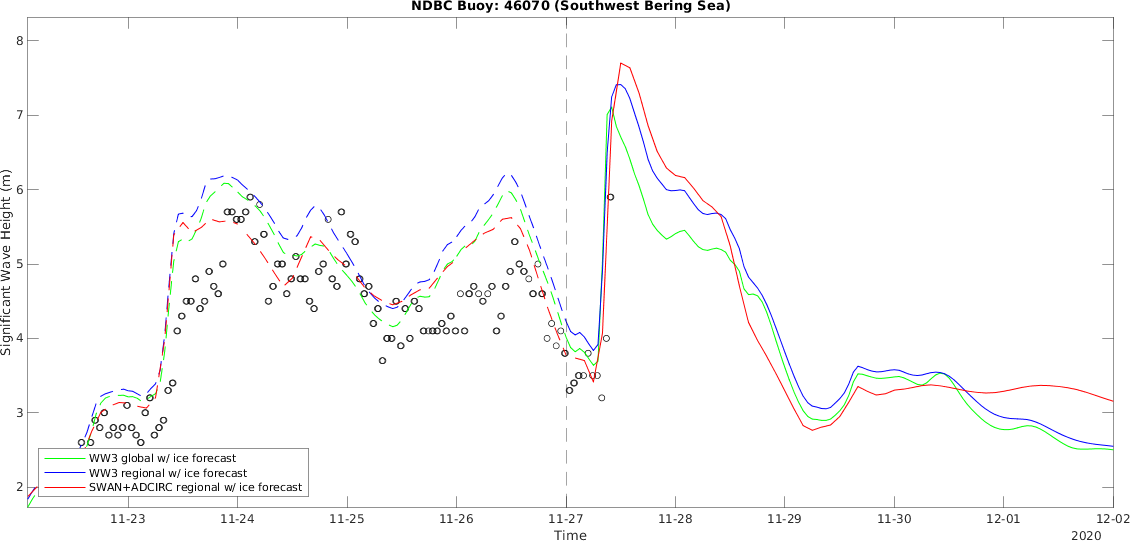 NDBC Buoy: 46070 (Southwest Bering Sea)
Significant Wave Height (m)
8
7
6
5
4
3
2
WW3 global w/ ice forecast
WW3 regional w/ ice forecast
SWAN+ADCIRC regional w/ ice forecast
11-23 11-24 11-25 11-26 11-27 11-28 11-29 11-30 12-01 12-02
Time
2020